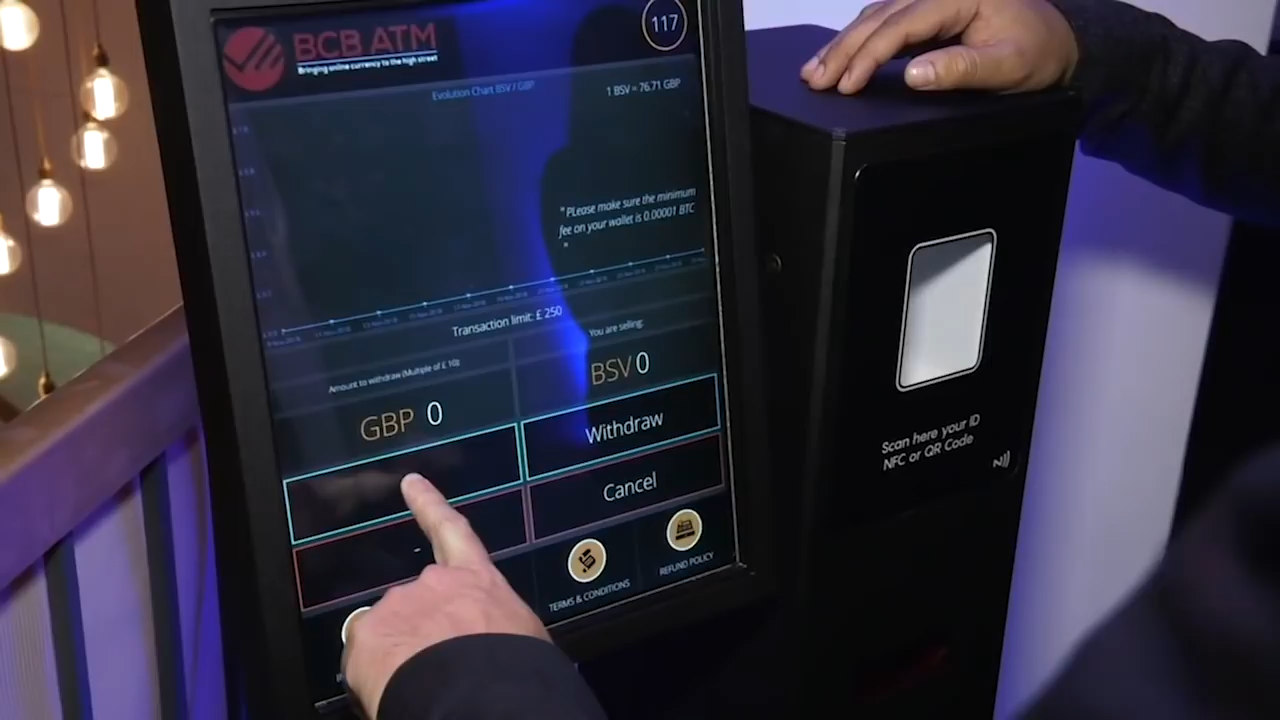 BCB ATM
Bringing online currency to the high street
117
Evolution Chart BSV / GBP
1 BSV = 76.71 GBP
" PLease make sure the minimum
fee on your wallet is 0.00001 BTC
"
Transaction limit: £ 250
Amount to withdraw (Multiple of £ 10):
You are selling:
GBP 0
BSV 0
Withdraw
-
Cancel
TERMS & CONDITIONS
REFUND POLICY
Scan here your ID
NFC or QR Code